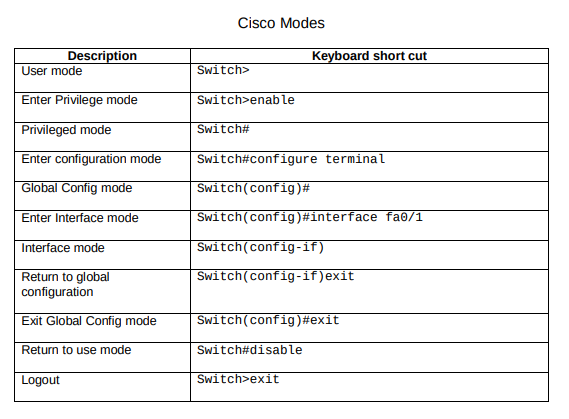 Cisco Modes
Description Keyboard short cut
User mode Switch>
Enter Privilege mode Switch>enable
Privileged mode Switch#
Enter configuration mode Switch#configure terminal
Global Config mode Switch(config)#
Enter Interface mode Switch(config)#interface fa0/1
Interface mode Switch(config-if)
Return to global Switch(config-if)exit
configuration
Exit Global Config mode Switch(config)#exit
Return to use mode Switch#disable
Logout Switch>exit